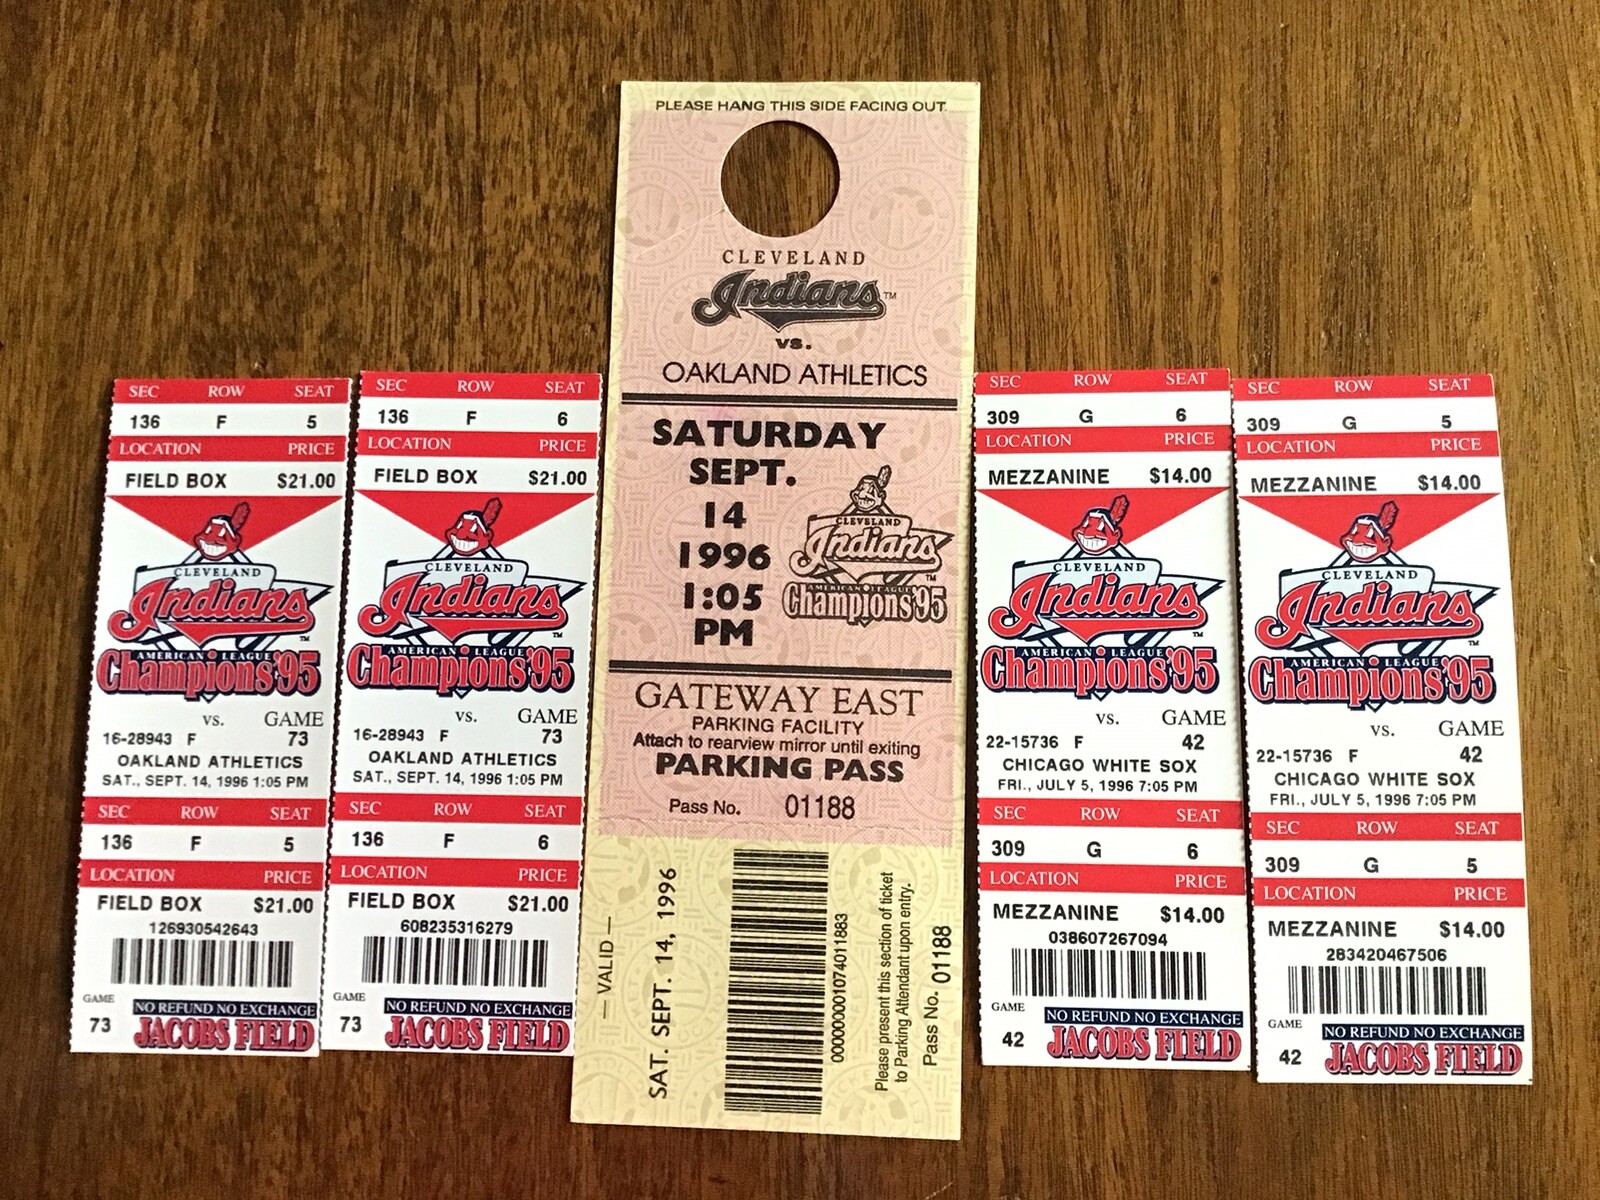 SEC ROW SEAT
136 F 5
LOCATION PRICE
FIELD BOX $21.00
CLEVELAND
Indians TM
AMERICAN LEAGUE
Champions '95
vs. GAME
16-28943 F 73
OAKLAND ATHLETICS
SAT., SEPT. 14, 1996 1:05 PM
SEC ROW SEAT
136 F 5
LOCATION PRICE
FIELD BOX $21.00
126930542643
GAME
NO REFUND NO EXCHANGE
73 JACOBS FIELD
SEC ROW SEAT
136 F 6
LOCATION PRICE
FIELD BOX $21.00
CLEVELAND
Indians TM
AMERICAN LEAGUE
Champions '95
vs. GAME
16-28943 F 73
OAKLAND ATHLETICS
SAT., SEPT. 14, 1996 1:05 PM
SEC ROW SEAT
136 F 6
LOCATION PRICE
FIELD BOX $21.00
608235316279
GAME
NO REFUND NO EXCHANGE
73 JACOBS FIELD
PLEASE HANG THIS SIDE FACING OUT.
CLEVELAND
Indians TM
vs.
OAKLAND ATHLETICS
SATURDAY
SEPT.
14
1996
1:05
PM
CLEVELAND
Indians TM
AMERICAN LEAGUE
Champions '95
GATEWAY EAST
PARKING FACILITY
Attach to rearview mirror until exiting
PARKING PASS
Pass No. 01188
— VALID —
SAT. SEPT. 14, 1996
00000000107401188​3
Please present this section of ticket
to Parking Attendant upon entry.
Pass No. 01188
SEC ROW SEAT
309 G 6
LOCATION PRICE
MEZZANINE $14.00
CLEVELAND
Indians TM
AMERICAN LEAGUE
Champions '95
vs. GAME
22-15736 F 42
CHICAGO WHITE SOX
FRI., JULY 5, 1996 7:05 PM
SEC ROW SEAT
309 G 6
LOCATION PRICE
MEZZANINE $14.00
038607267094
GAME
NO REFUND NO EXCHANGE
42 JACOBS FIELD
SEC ROW SEAT
309 G 5
LOCATION PRICE
MEZZANINE $14.00
CLEVELAND
Indians TM
AMERICAN LEAGUE
Champions '95
vs. GAME
22-15736 F 42
CHICAGO WHITE SOX
FRI., JULY 5, 1996 7:05 PM
SEC ROW SEAT
309 G 5
LOCATION PRICE
MEZZANINE $14.00
283420467506
GAME
NO REFUND NO EXCHANGE
42 JACOBS FIELD